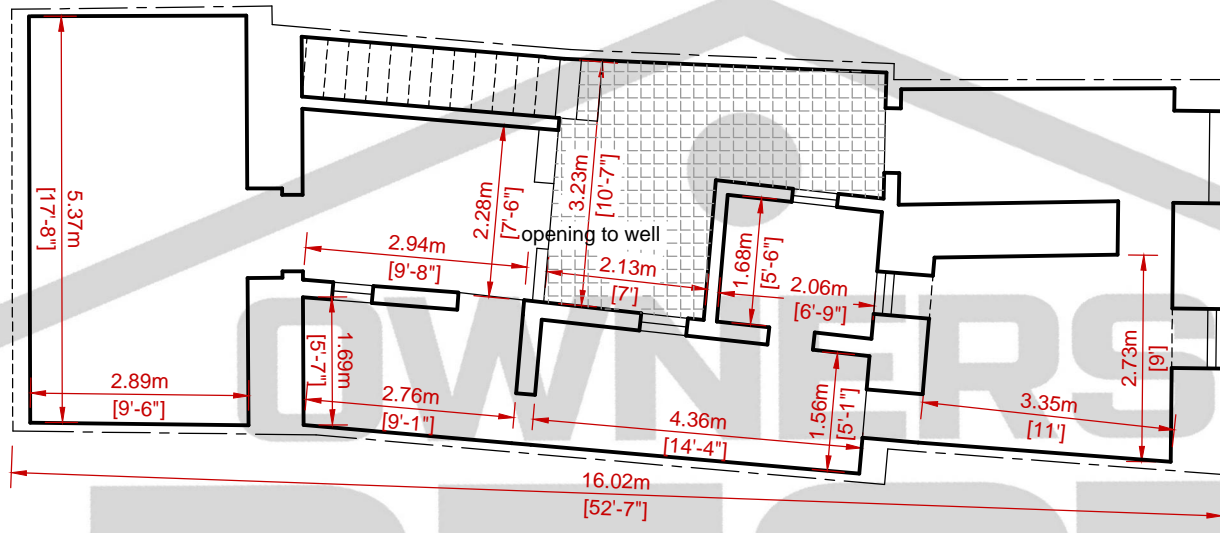 5.37m
[17'-8"]
2.89m
[9'-6"]
2.94m
[9'-8"]
2.28m
[7'-6"]
3.23m
[10'-7"]
opening to well
2.13m
[7']
1.68m
[5'-6"]
2.06m
[6'-9"]
1.69m
[5'-7"]
2.76m
[9'-1"]
4.36m
[14'-4"]
1.56m
[5'-1"]
2.73m
[9']
3.35m
[11']
16.02m
[52'-7"]
OWNERS